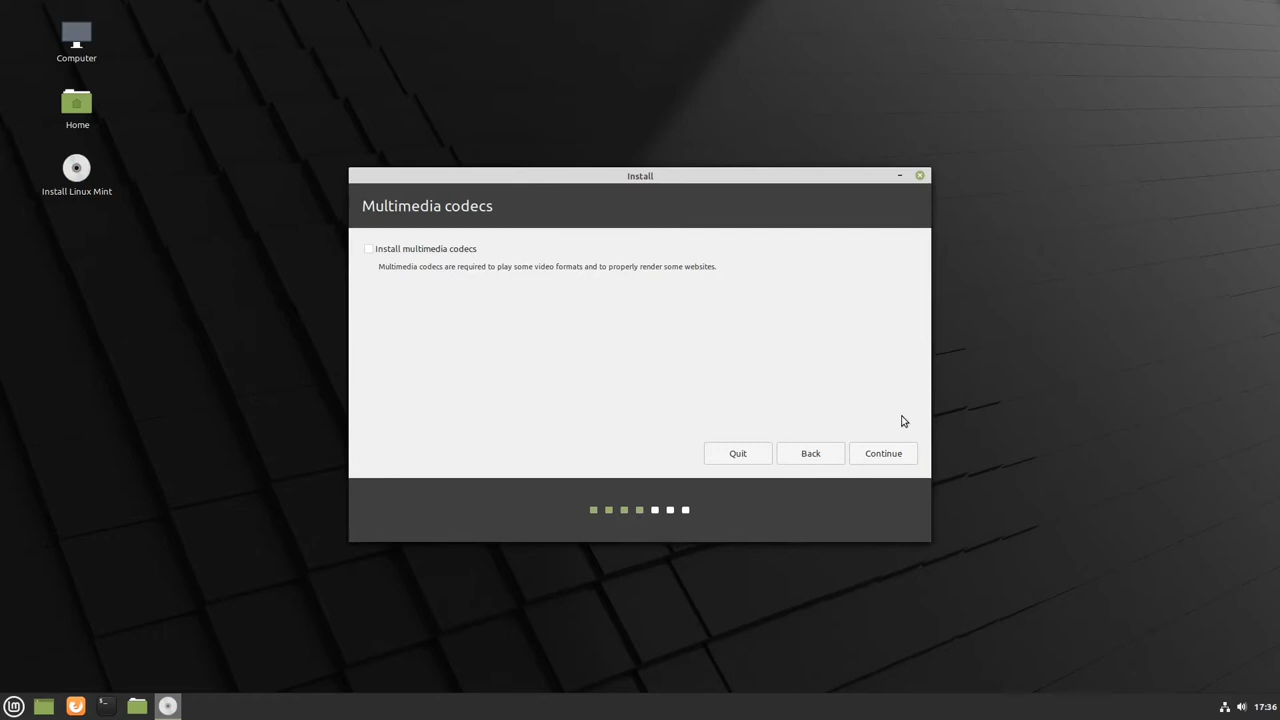 Computer
Home
Install Linux Mint
Install
Multimedia codecs
Install multimedia codecs
Multimedia codecs are required to play some video formats and to properly render some websites.
Quit
Back
Continue
lm
$_
17:36